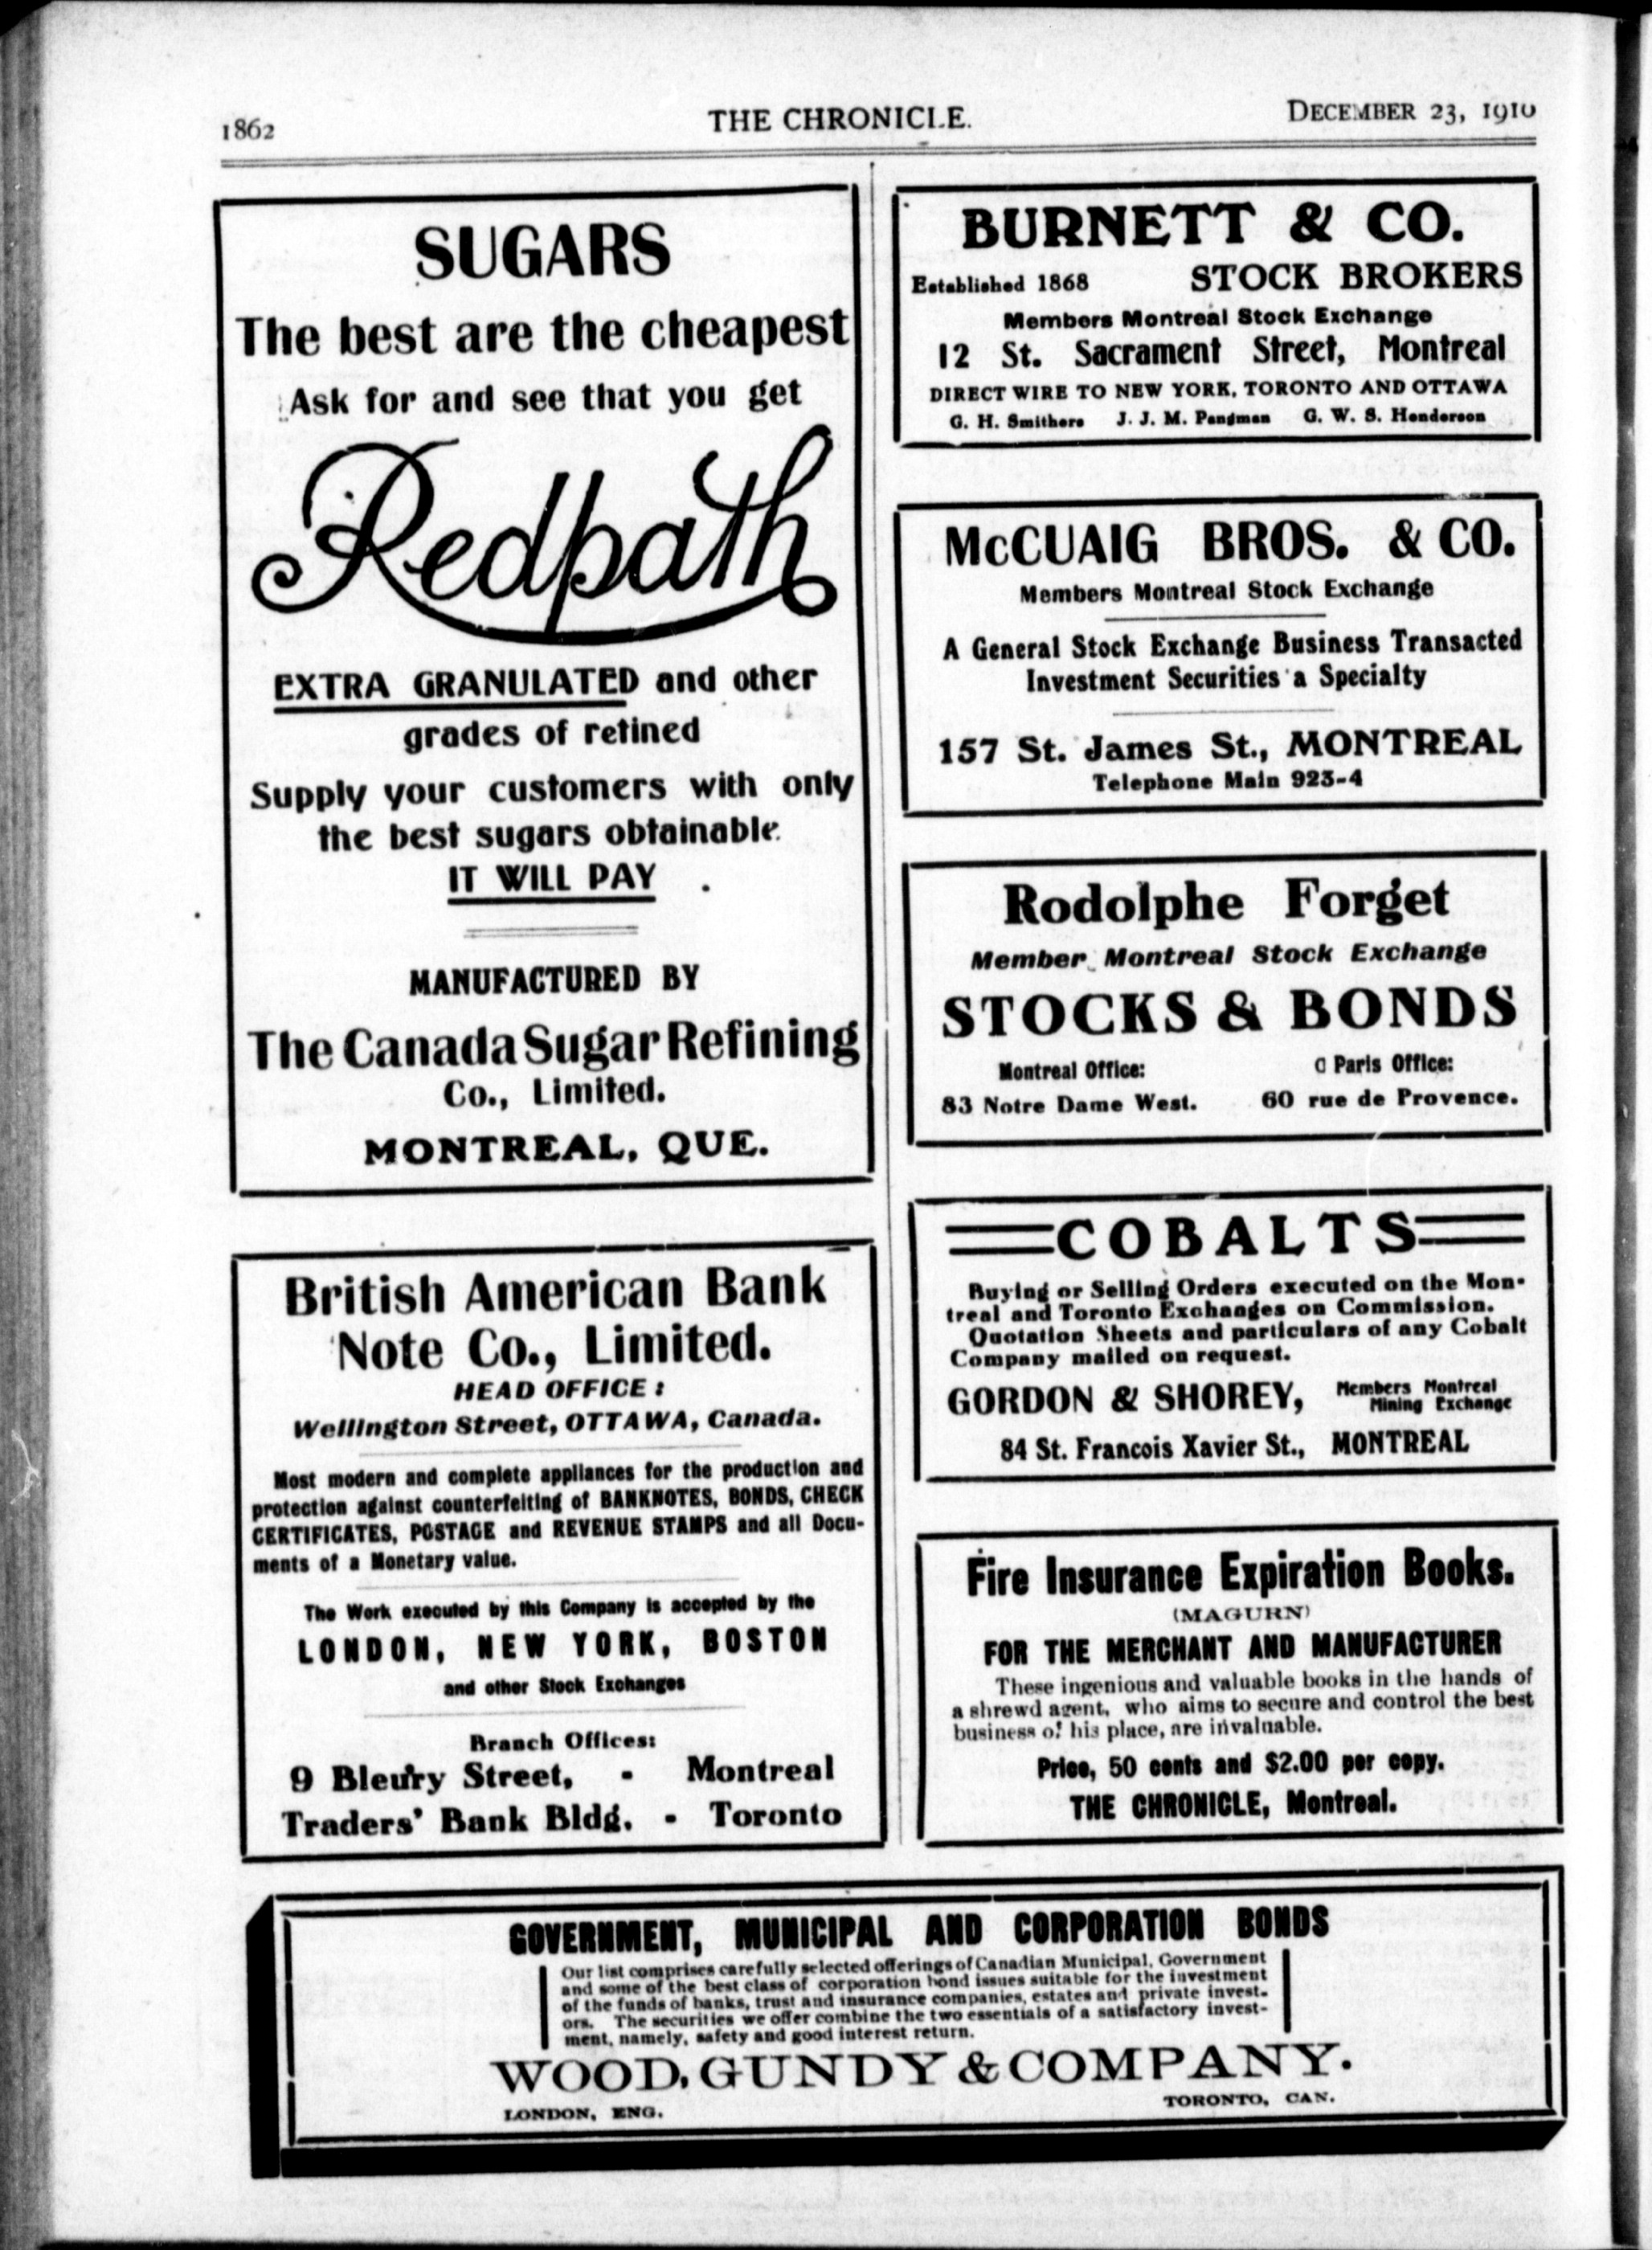 1862
THE CHRONICLE.
DECEMBER 23, 1910
SUGARS
The best are the cheapest
Ask for and see that you get
Redpath
EXTRA GRANULATED and other
grades of refined
Supply your customers with only
the best sugars obtainable.
IT WILL PAY
MANUFACTURED BY
The Canada Sugar Refining
Co., Limited.
MONTREAL, QUE.
British American Bank
Note Co., Limited.
HEAD OFFICE:
Wellington Street, OTTAWA, Canada.
Most modern and complete appliances for the production and
protection against counterfeiting of BANKNOTES, BONDS, CHECK
CERTIFICATES, POSTAGE and REVENUE STAMPS and all Docu-
ments of a Monetary value.
The Work executed by this Company is accepted by the
LONDON, NEW YORK, BOSTON
and other Stock Exchanges
Branch Offices:
9 Bleury Street, - Montreal
Traders' Bank Bldg. - Toronto
BURNETT & CO.
Established 1868 STOCK BROKERS
Members Montreal Stock Exchange
12 St. Sacrament Street, Montreal
DIRECT WIRE TO NEW YORK, TORONTO AND OTTAWA
G. H. Smithers J. J. M. Pangman G. W. S. Henderson
McCUAIG BROS. & CO.
Members Montreal Stock Exchange
A General Stock Exchange Business Transacted
Investment Securities a Specialty
157 St. James St., MONTREAL
Telephone Main 923-4
Rodolphe Forget
Member Montreal Stock Exchange
STOCKS & BONDS
Montreal Office: Paris Office:
83 Notre Dame West. 60 rue de Provence.
COBALTS
Buying or Selling Orders executed on the Mon-
treal and Toronto Exchanges on Commission.
Quotation Sheets and particulars of any Cobalt
Company mailed on request.
GORDON & SHOREY, Members Montreal
Mining Exchange
84 St. Francois Xavier St., MONTREAL
Fire Insurance Expiration Books.
(MAGURN)
FOR THE MERCHANT AND MANUFACTURER
These ingenious and valuable books in the hands of
a shrewd agent, who aims to secure and control the best
business of his place, are invaluable.
Price, 50 cents and $2.00 per copy.
THE CHRONICLE, Montreal.
GOVERNMENT, MUNICIPAL AND CORPORATION BONDS
Our list comprises carefully selected offerings of Canadian Municipal, Government
and some of the best class of corporation bond issues suitable for the investment
of the funds of banks, trust and insurance companies, estates and private invest-
ors. The securities we offer combine the two essentials of a satisfactory invest-
ment, namely, safety and good interest return.
WOOD, GUNDY & COMPANY.
LONDON, ENG. TORONTO, CAN.